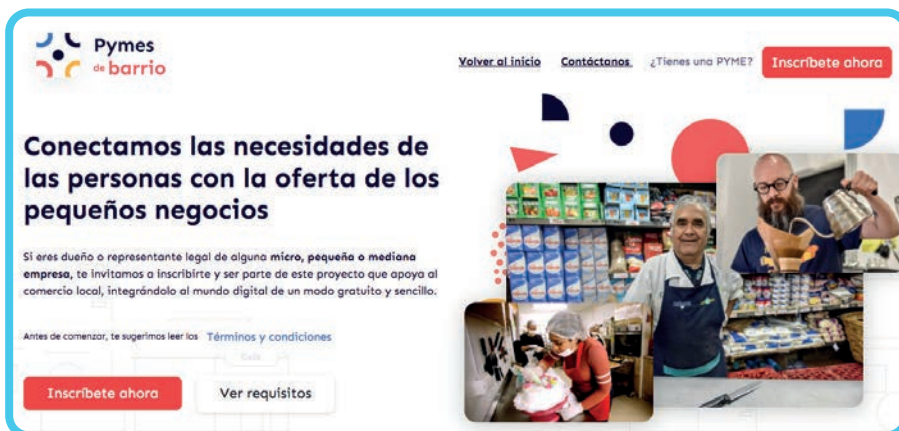 Pymes
de barrio
Volver al inicio Contáctanos ¿Tienes una PYME? Inscríbete ahora
Conectamos las necesidades de
las personas con la oferta de los
pequeños negocios
Si eres dueño o representante legal de alguna micro, pequeña o mediana
empresa, te invitamos a inscribirte y ser parte de este proyecto que apoya al
comercio local, integrándolo al mundo digital de un modo gratuito y sencillo.
Antes de comenzar, te sugerimos leer los Términos y condiciones
Inscríbete ahora Ver requisitos